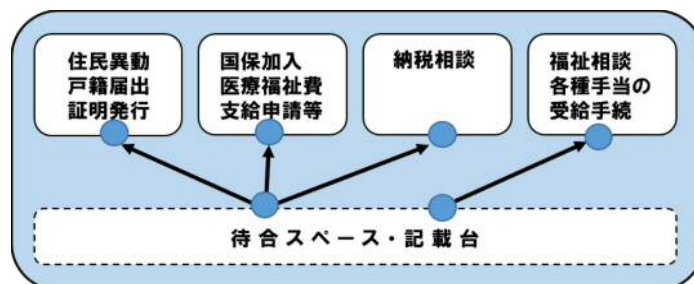 住民異動
戸籍届出
証明発行
国保加入
医療福祉費
支給申請等
納税相談
福祉相談
各種手当の
受給手続
待合スペース・記載台